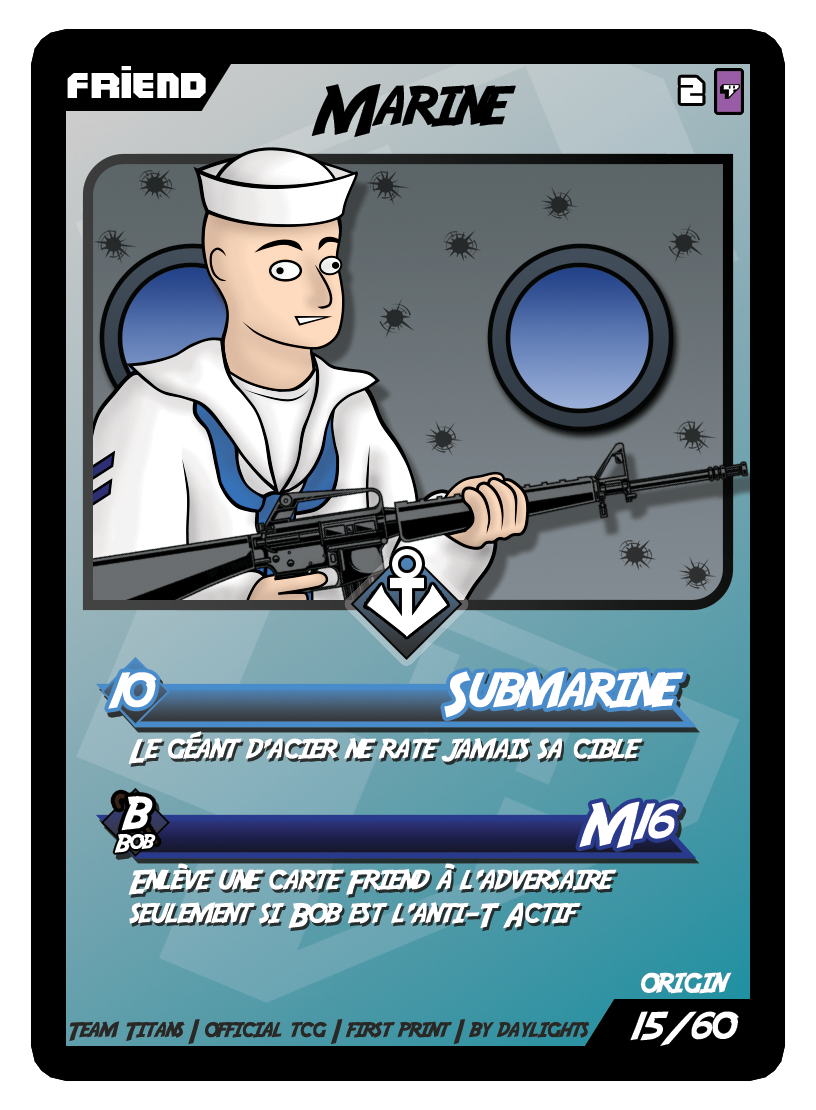 FRiEND
MARINE
2
10
SUBMARINE
LE GÉANT D'ACIER NE RATE JAMAIS SA CIBLE
B
BOB
M16
ENLÈVE UNE CARTE FRIEND À L'ADVERSAIRE
SEULEMENT SI BOB EST L'ANTI-T ACTIF
ORIGIN
15/60
TEAM TITANS | OFFICIAL TCG | FIRST PRINT | BY DAYLIGHTS